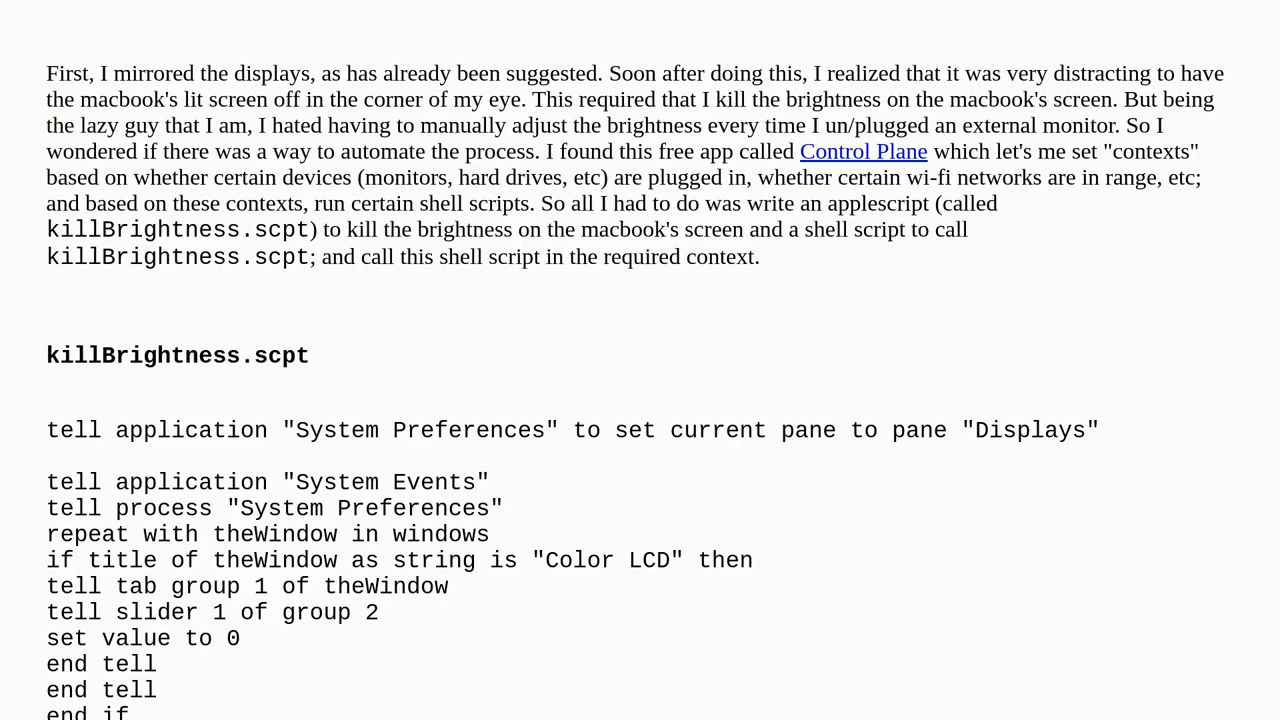 First, I mirrored the displays, as has already been suggested. Soon after doing this, I realized that it was very distracting to have
the macbook's lit screen off in the corner of my eye. This required that I kill the brightness on the macbook's screen. But being
the lazy guy that I am, I hated having to manually adjust the brightness every time I un/plugged an external monitor. So I
wondered if there was a way to automate the process. I found this free app called Control Plane which let's me set "contexts"
based on whether certain devices (monitors, hard drives, etc) are plugged in, whether certain wi-fi networks are in range, etc;
and based on these contexts, run certain shell scripts. So all I had to do was write an applescript (called
killBrightness.scpt) to kill the brightness on the macbook's screen and a shell script to call
killBrightness.scpt; and call this shell script in the required context.
killBrightness.scpt
tell application "System Preferences" to set current pane to pane "Displays"
tell application "System Events"
tell process "System Preferences"
repeat with theWindow in windows
if title of theWindow as string is "Color LCD" then
tell tab group 1 of theWindow
tell slider 1 of group 2
set value to 0
end tell
end tell
end if